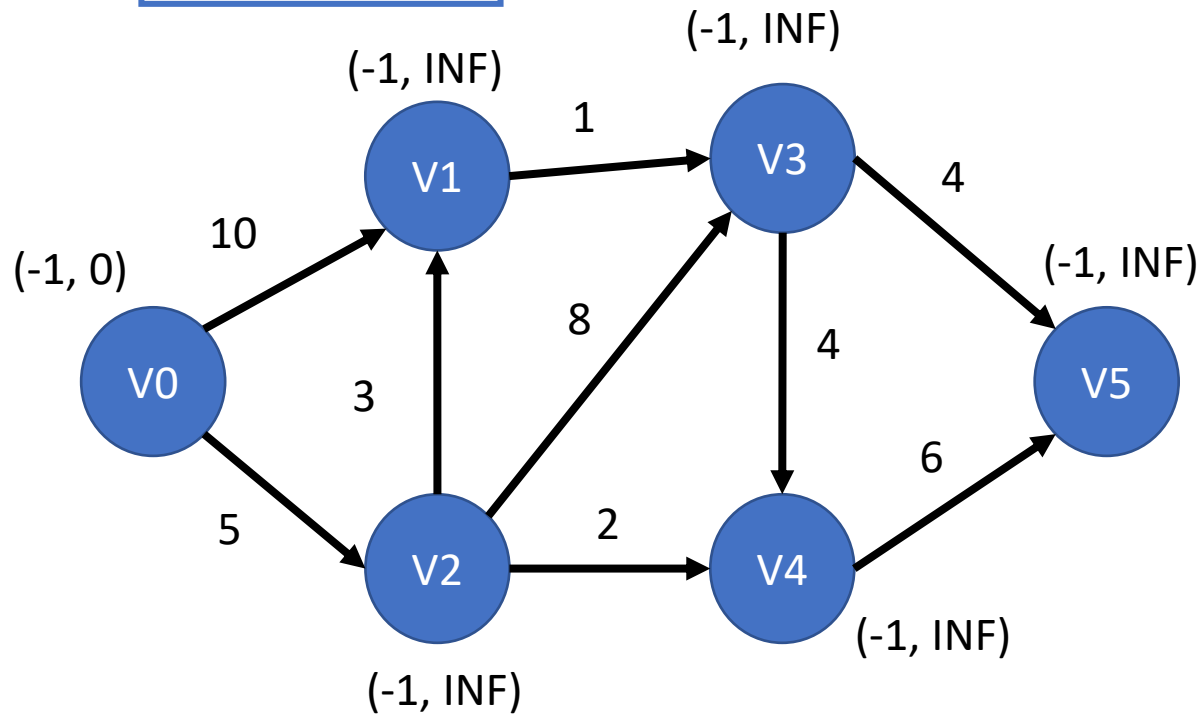 (-1, INF)
(-1, INF)
1
V3
V1
4
10
(-1, 0)
(-1, INF)
8
4
V0
V5
3
6
5
2
V2
V4
(-1, INF)
(-1, INF)